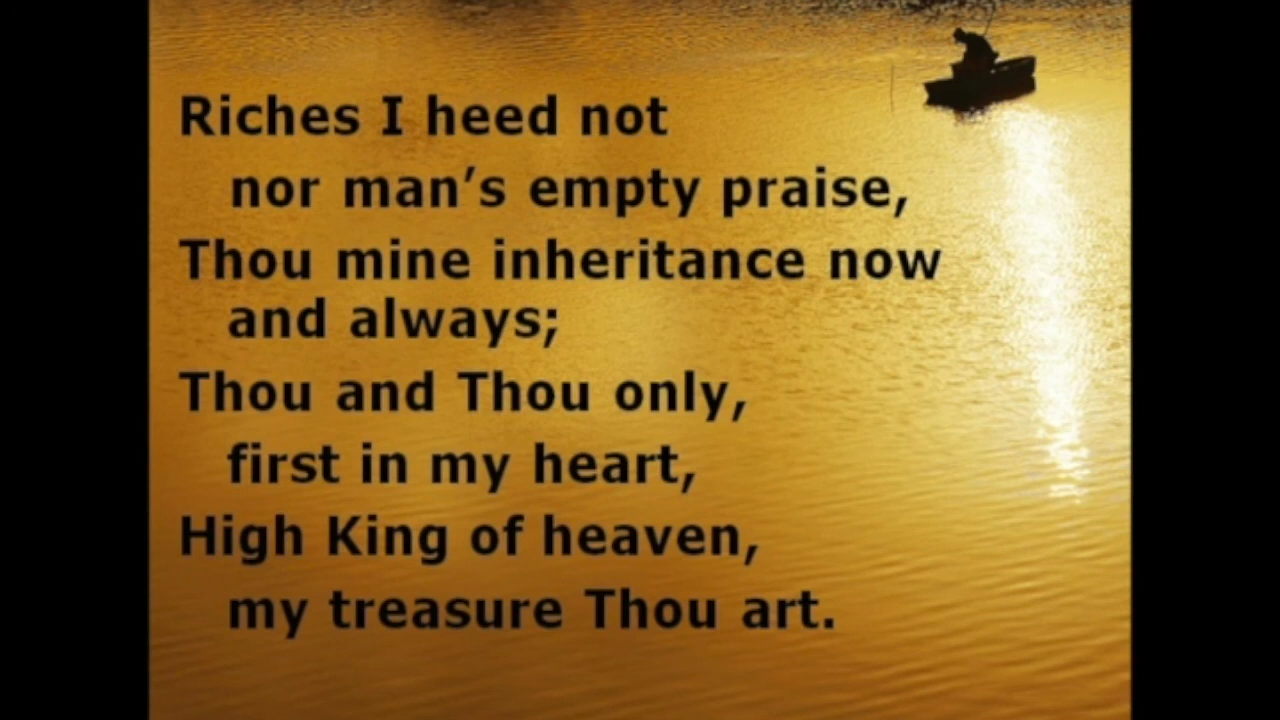 Riches I heed not
nor man’s empty praise,
Thou mine inheritance now
and always;
Thou and Thou only,
first in my heart,
High King of heaven,
my treasure Thou art.